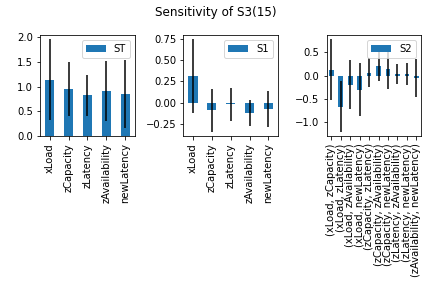 Sensitivity of S3(15)
ST
2.0
1.5
1.0
0.5
0.0
xLoad
zCapacity
zLatency
zAvailability
newLatency
S1
0.75
0.50
0.25
0.00
−0.25
xLoad
zCapacity
zLatency
zAvailability
newLatency
S2
0.5
0.0
−0.5
−1.0
(xLoad, zCapacity)
(xLoad, zLatency)
(xLoad, zAvailability)
(xLoad, newLatency)
(zCapacity, zLatency)
(zCapacity, zAvailability)
(zCapacity, newLatency)
(zLatency, zAvailability)
(zLatency, newLatency)
(zAvailability, newLatency)